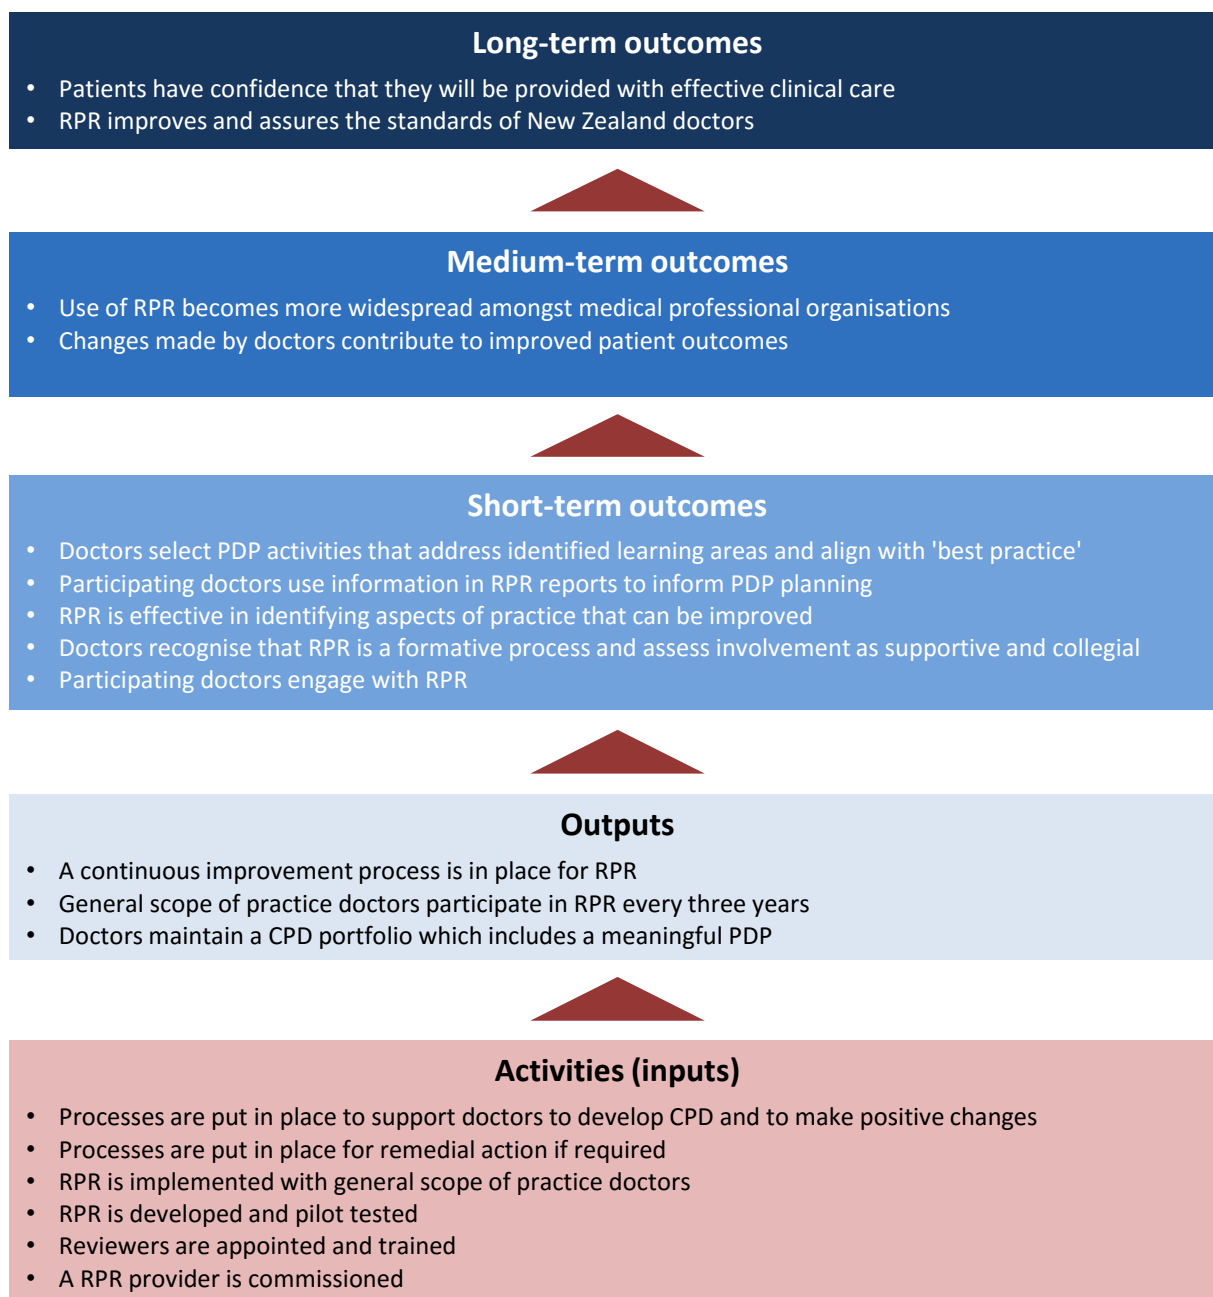 Long-term outcomes
• Patients have confidence that they will be provided with effective clinical care
• RPR improves and assures the standards of New Zealand doctors
Medium-term outcomes
• Use of RPR becomes more widespread amongst medical professional organisations
• Changes made by doctors contribute to improved patient outcomes
Short-term outcomes
• Doctors select PDP activities that address identified learning areas and align with 'best practice'
• Participating doctors use information in RPR reports to inform PDP planning
• RPR is effective in identifying aspects of practice that can be improved
• Doctors recognise that RPR is a formative process and assess involvement as supportive and collegial
• Participating doctors engage with RPR
Outputs
• A continuous improvement process is in place for RPR
• General scope of practice doctors participate in RPR every three years
• Doctors maintain a CPD portfolio which includes a meaningful PDP
Activities (inputs)
• Processes are put in place to support doctors to develop CPD and to make positive changes
• Processes are put in place for remedial action if required
• RPR is implemented with general scope of practice doctors
• RPR is developed and pilot tested
• Reviewers are appointed and trained
• A RPR provider is commissioned